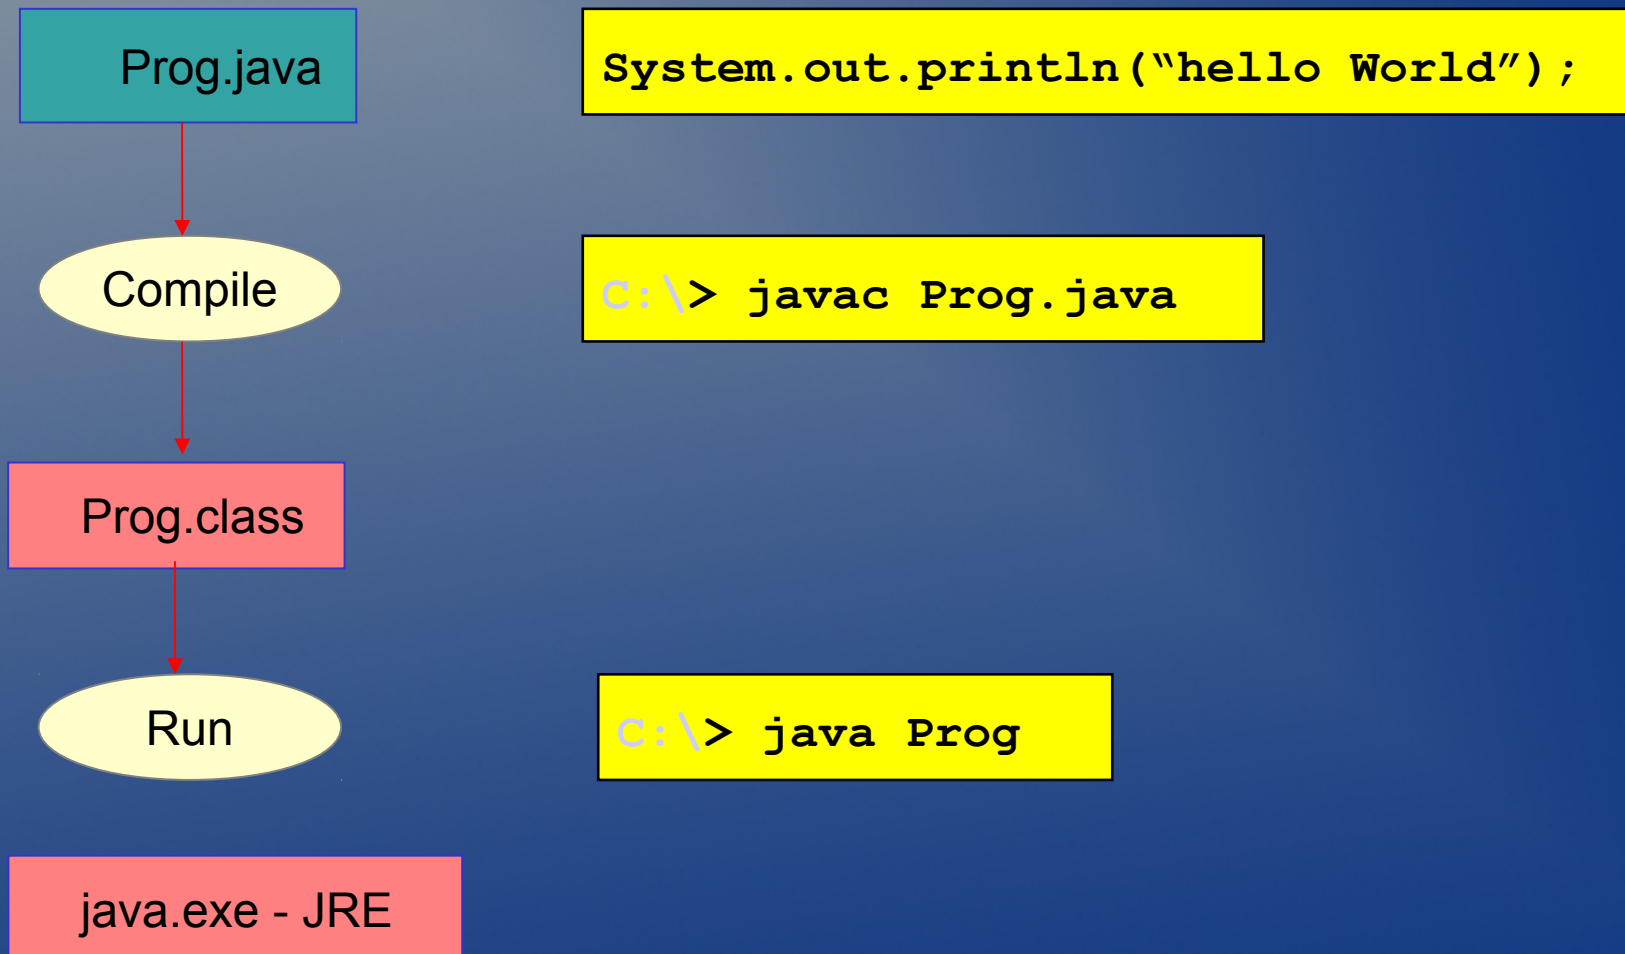 Prog.java
System.out.println(“hello World”);
Compile
C:\> javac Prog.java
Prog.class
Run
C:\> java Prog
java.exe - JRE